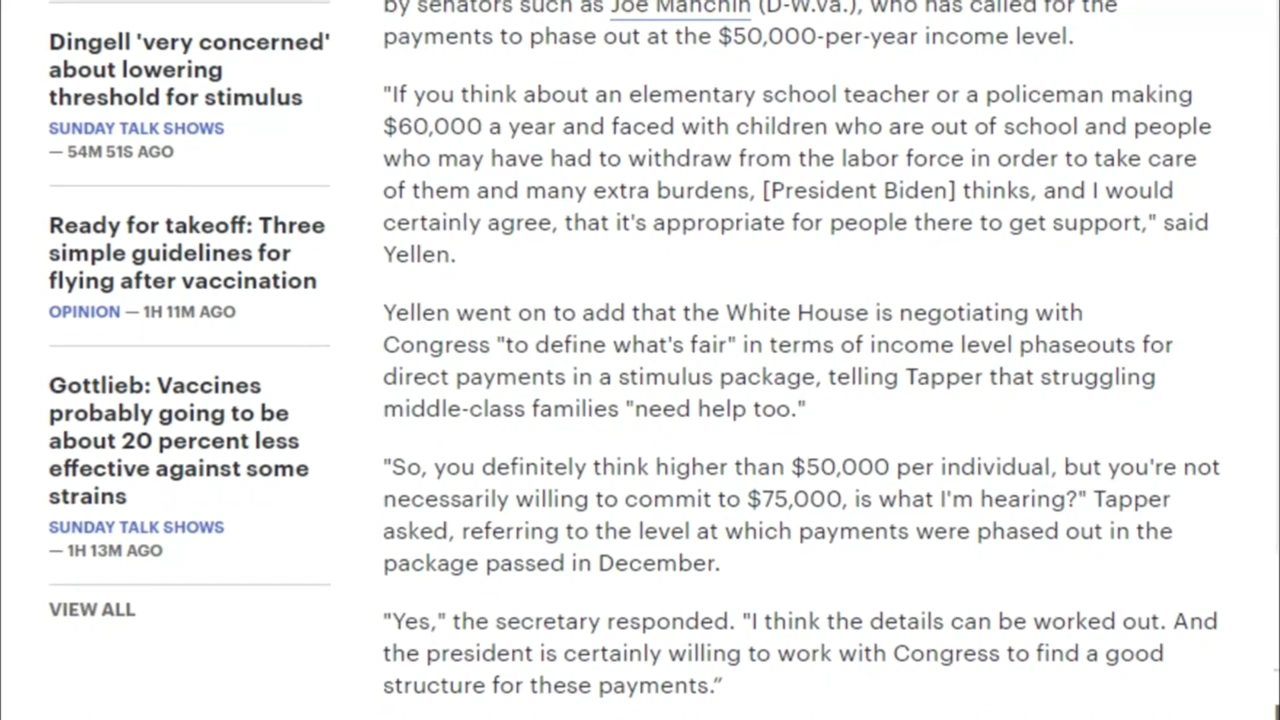 Dingell 'very concerned'
about lowering
threshold for stimulus
SUNDAY TALK SHOWS
— 54M 51S AGO
Ready for takeoff: Three
simple guidelines for
flying after vaccination
OPINION — 1H 11M AGO
Gottlieb: Vaccines
probably going to be
about 20 percent less
effective against some
strains
SUNDAY TALK SHOWS
— 1H 13M AGO
VIEW ALL
by senators such as Joe Manchin (D-W.Va.), who has called for the
payments to phase out at the $50,000-per-year income level.
"If you think about an elementary school teacher or a policeman making
$60,000 a year and faced with children who are out of school and people
who may have had to withdraw from the labor force in order to take care
of them and many extra burdens, [President Biden] thinks, and I would
certainly agree, that it's appropriate for people there to get support," said
Yellen.
Yellen went on to add that the White House is negotiating with
Congress "to define what's fair" in terms of income level phaseouts for
direct payments in a stimulus package, telling Tapper that struggling
middle-class families "need help too."
"So, you definitely think higher than $50,000 per individual, but you're not
necessarily willing to commit to $75,000, is what I'm hearing?" Tapper
asked, referring to the level at which payments were phased out in the
package passed in December.
"Yes," the secretary responded. "I think the details can be worked out. And
the president is certainly willing to work with Congress to find a good
structure for these payments.”